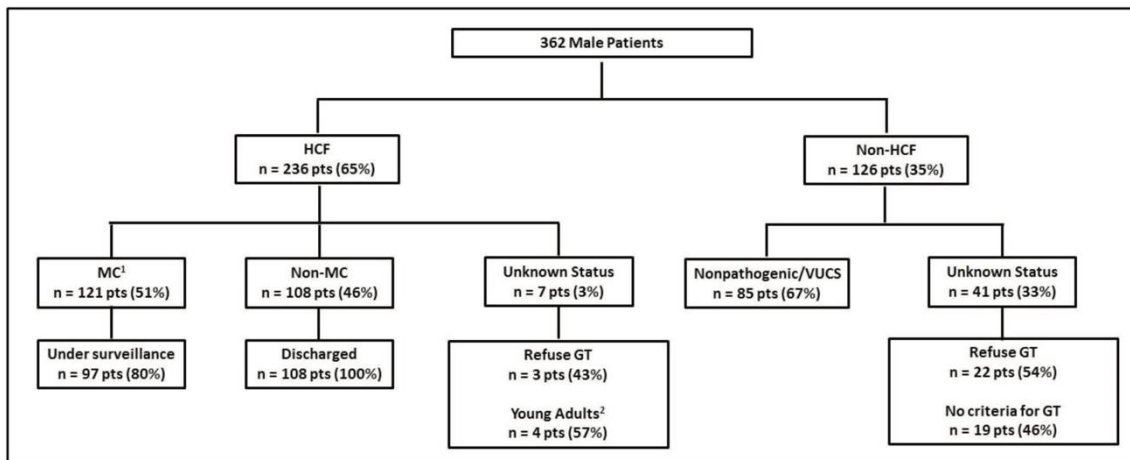 362 Male Patients
HCF
n = 236 pts (65%)
Non-HCF
n = 126 pts (35%)
MC¹
n = 121 pts (51%)
Non-MC
n = 108 pts (46%)
Unknown Status
n = 7 pts (3%)
Nonpathogenic/VUCS
n = 85 pts (67%)
Unknown Status
n = 41 pts (33%)
Under surveillance
n = 97 pts (80%)
Discharged
n = 108 pts (100%)
Refuse GT
n = 3 pts (43%)
Young Adults²
n = 4 pts (57%)
Refuse GT
n = 22 pts (54%)
No criteria for GT
n = 19 pts (46%)